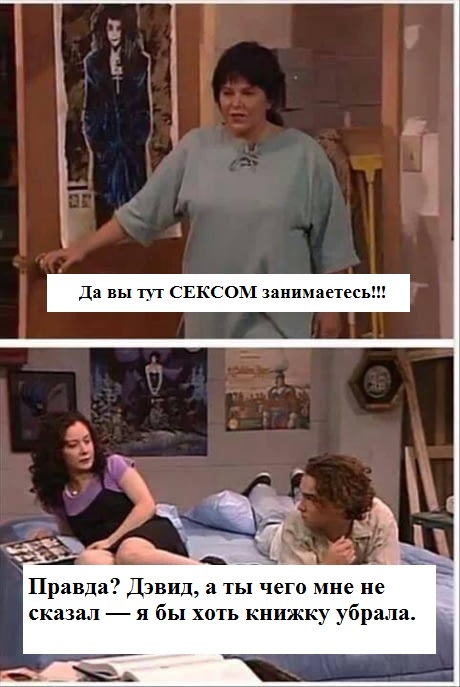 Да вы тут СЕКСОМ занимаетесь!!!
Правда? Дэвид, а ты чего мне не
сказал — я бы хоть книжку убрала.